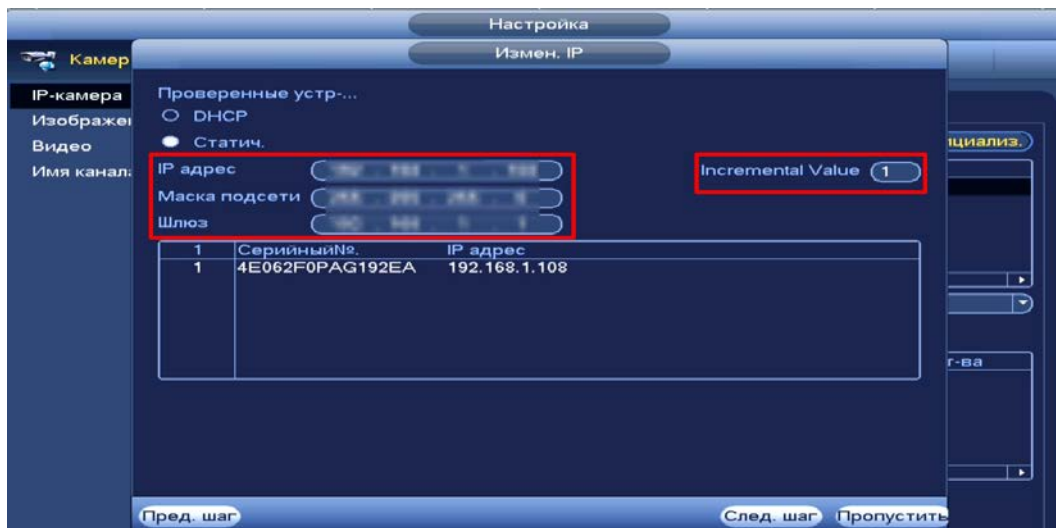 Настройка
Измен. IP
Камер
IP-камера
Изображе
Видео
Имя канал
Проверенные устр-...
DHCP
Статич.
IP адрес
Incremental Value 1
Маска подсети
Шлюз
1 Серийный№. IP адрес
1 4E062F0PAG192EA 192.168.1.108
циализ.)
т-ва
Пред. шаг
След. шаг Пропустить